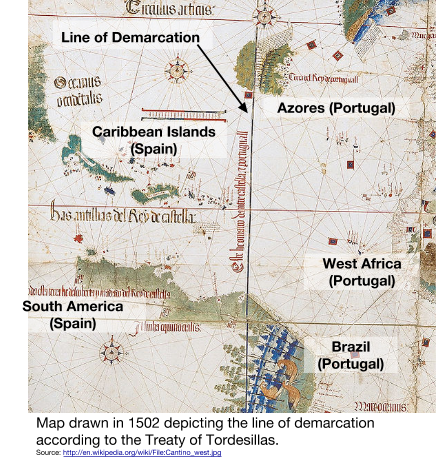 Circulus articus
Line of Demarcation
Oceanus
occidetalis
Azores (Portugal)
Caribbean Islands
(Spain)
has antilhas del Rey de castella
West Africa
(Portugal)
South America
(Spain)
Brazil
(Portugal)
Map drawn in 1502 depicting the line of demarcation
according to the Treaty of Tordesillas.
Source: http://en.wikipedia.org/wiki/File:Cantino_west.jpg